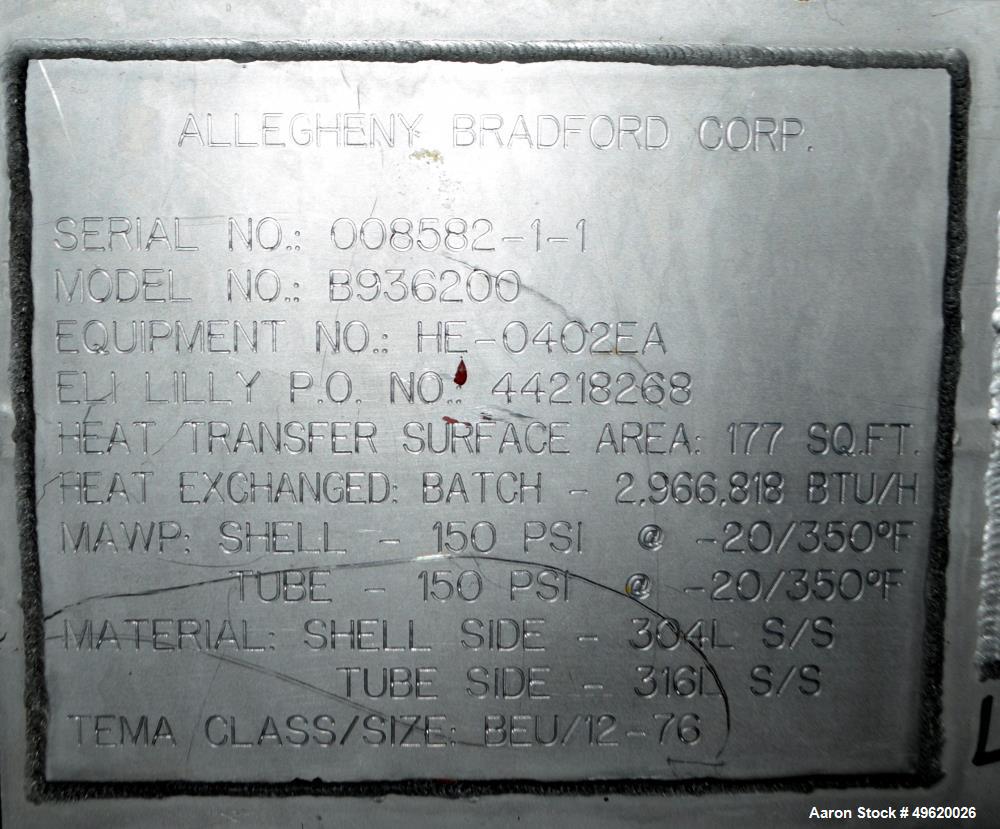 ALLEGHENY BRADFORD CORP.
SERIAL NO.: 008582-1-1
MODEL NO.: B936200
EQUIPMENT NO.: HE-0402EA
ELI LILLY P.O. NO.: 44218268
HEAT TRANSFER SURFACE AREA: 177 SQ.FT.
HEAT EXCHANGED: BATCH - 2,966,818 BTU/H
MAWP: SHELL - 150 PSI @ -20/350°F
TUBE - 150 PSI @ -20/350°F
MATERIAL: SHELL SIDE - 304L S/S
TUBE SIDE - 316L S/S
TEMA CLASS/SIZE: BEU/12-76
Aaron Stock # 49620026